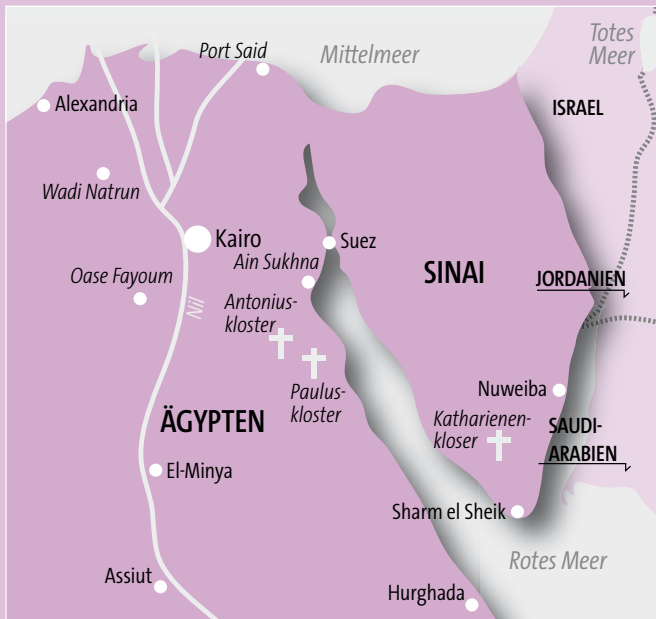 Port Said
Mittelmeer
Totes
Meer
Alexandria
ISRAEL
Wadi Natrun
Kairo
Suez
Ain Sukhna
SINAI
Oase Fayoum
JORDANIEN
Nil
Antonius-
kloster
Paulus-
kloster
Nuweiba
ÄGYPTEN
Katharienen-
kloser
SAUDI-
ARABIEN
El-Minya
Sharm el Sheik
Rotes Meer
Assiut
Hurghada